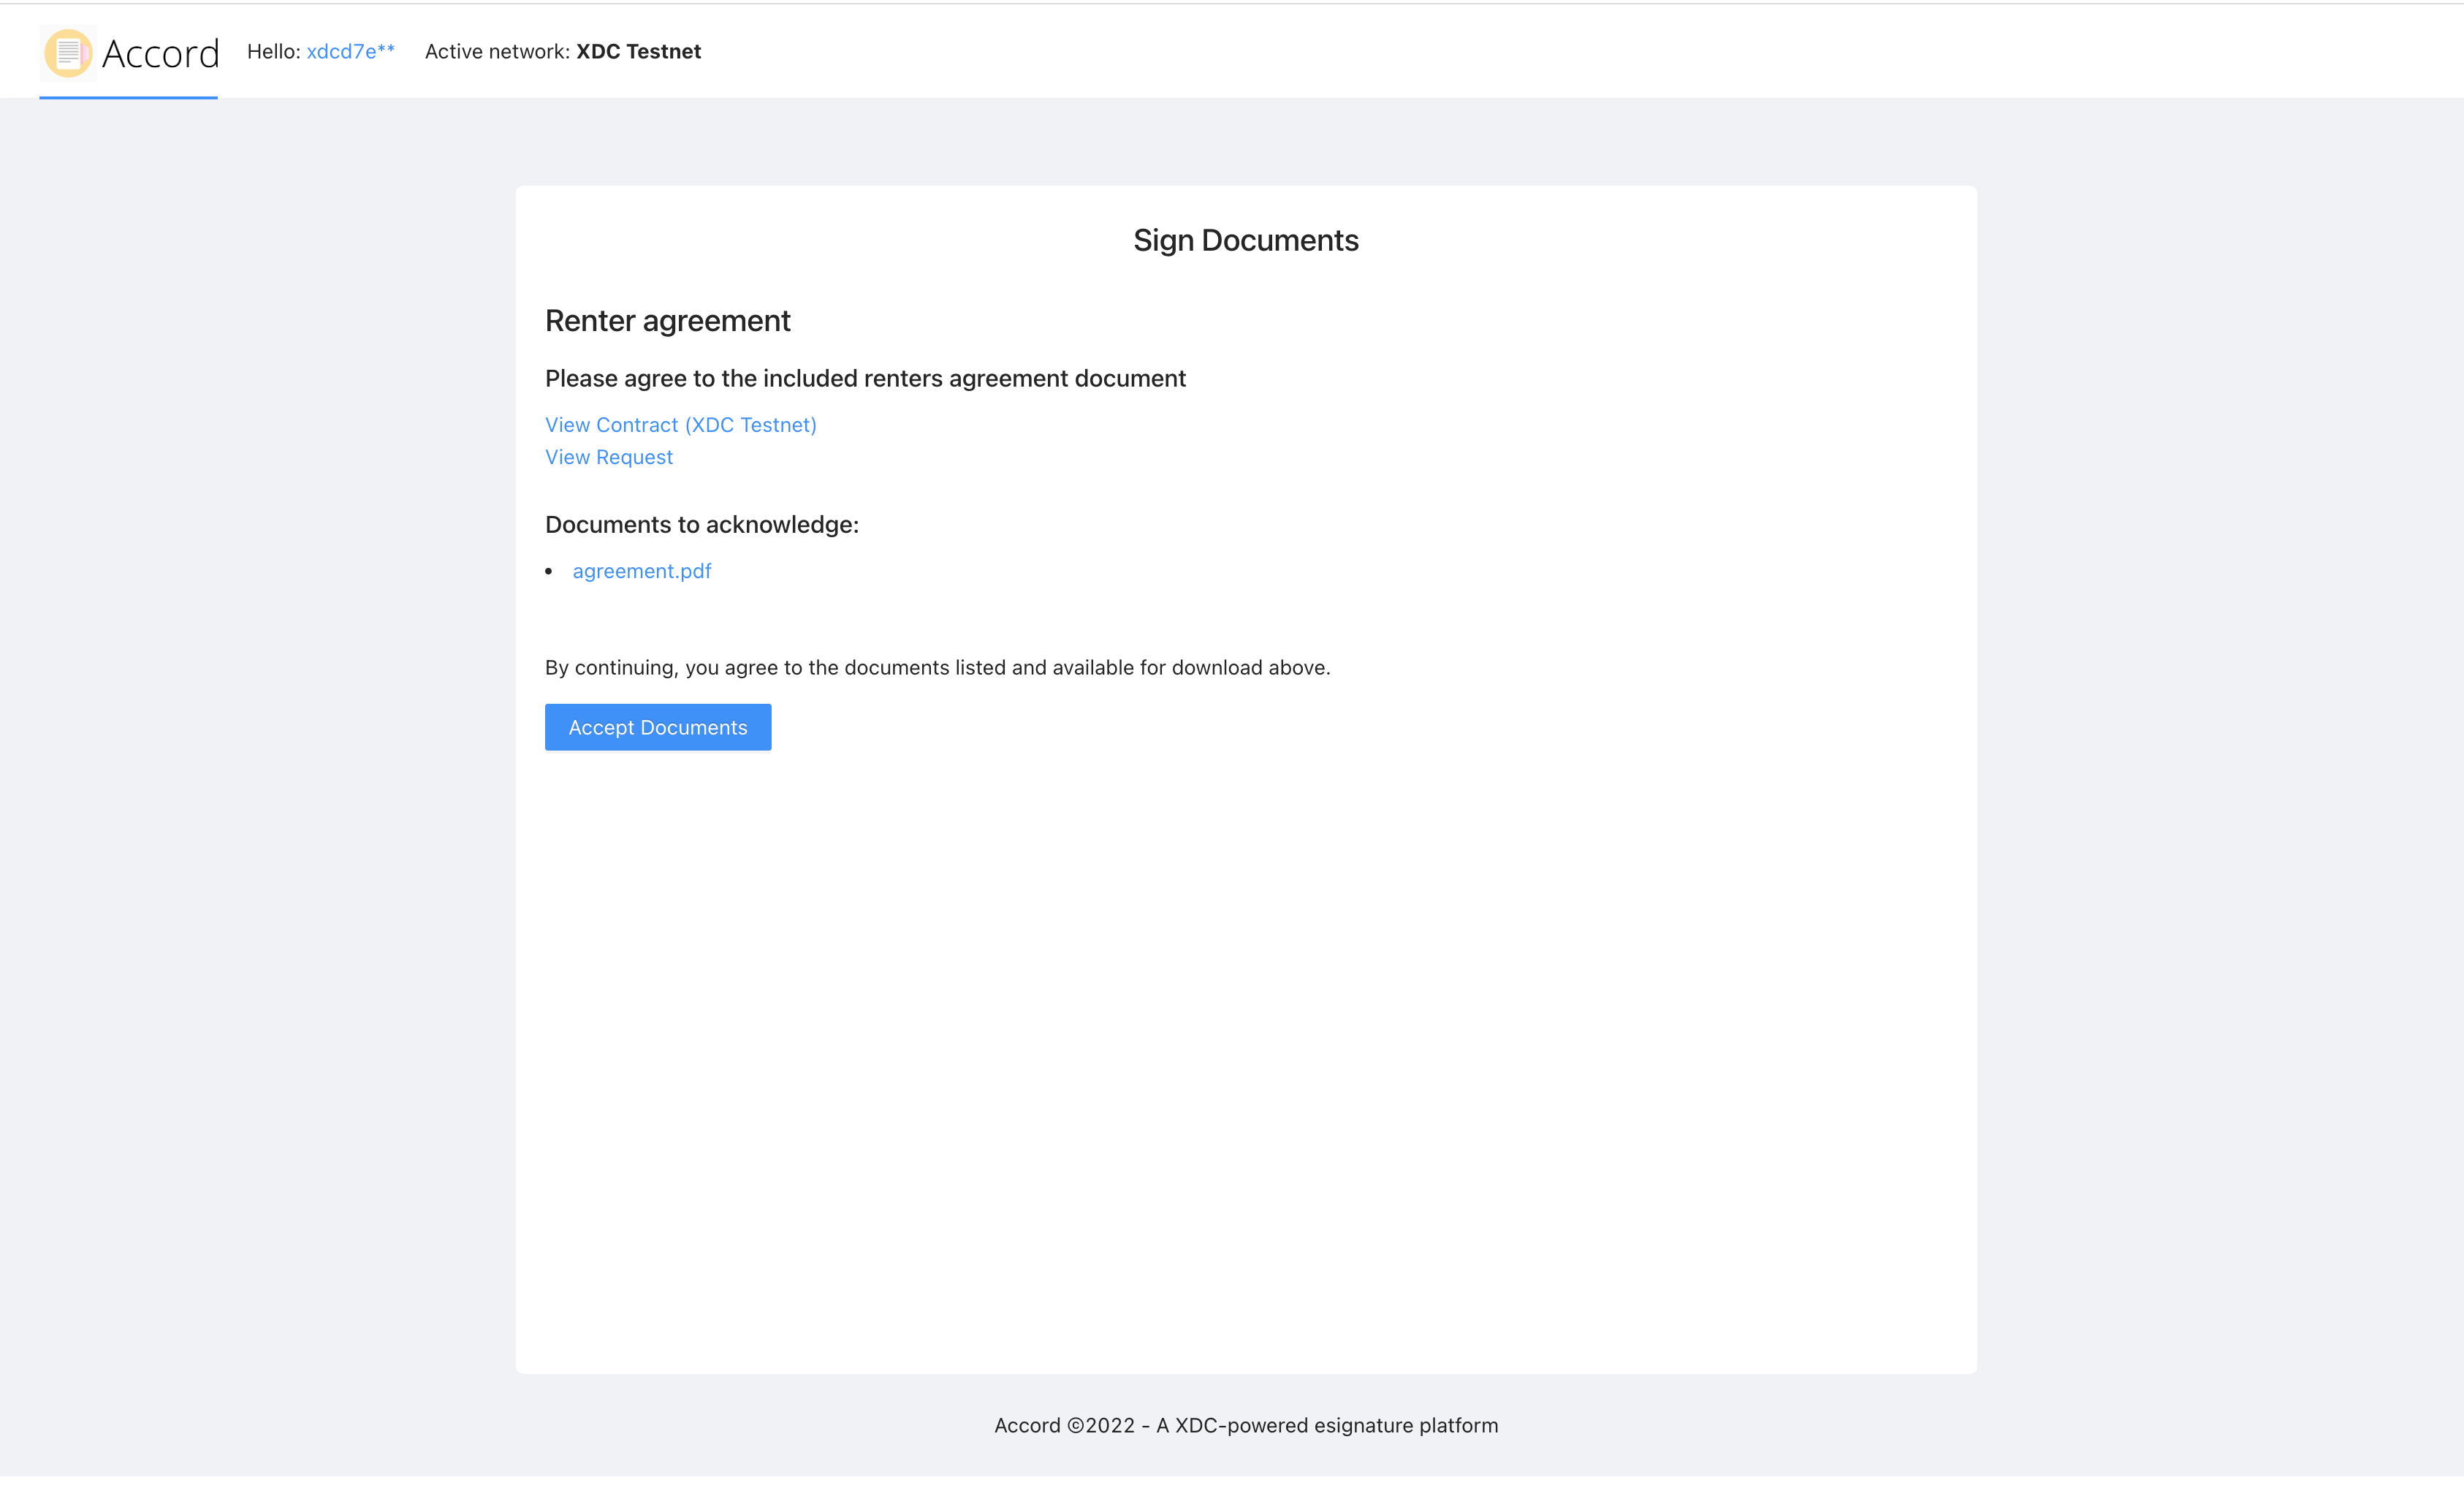 Accord Hello: xdcd7e** Active network: XDC Testnet
Sign Documents
Renter agreement
Please agree to the included renters agreement document
View Contract (XDC Testnet)
View Request
Documents to acknowledge:
• agreement.pdf
By continuing, you agree to the documents listed and available for download above.
Accept Documents
Accord ©2022 - A XDC-powered esignature platform